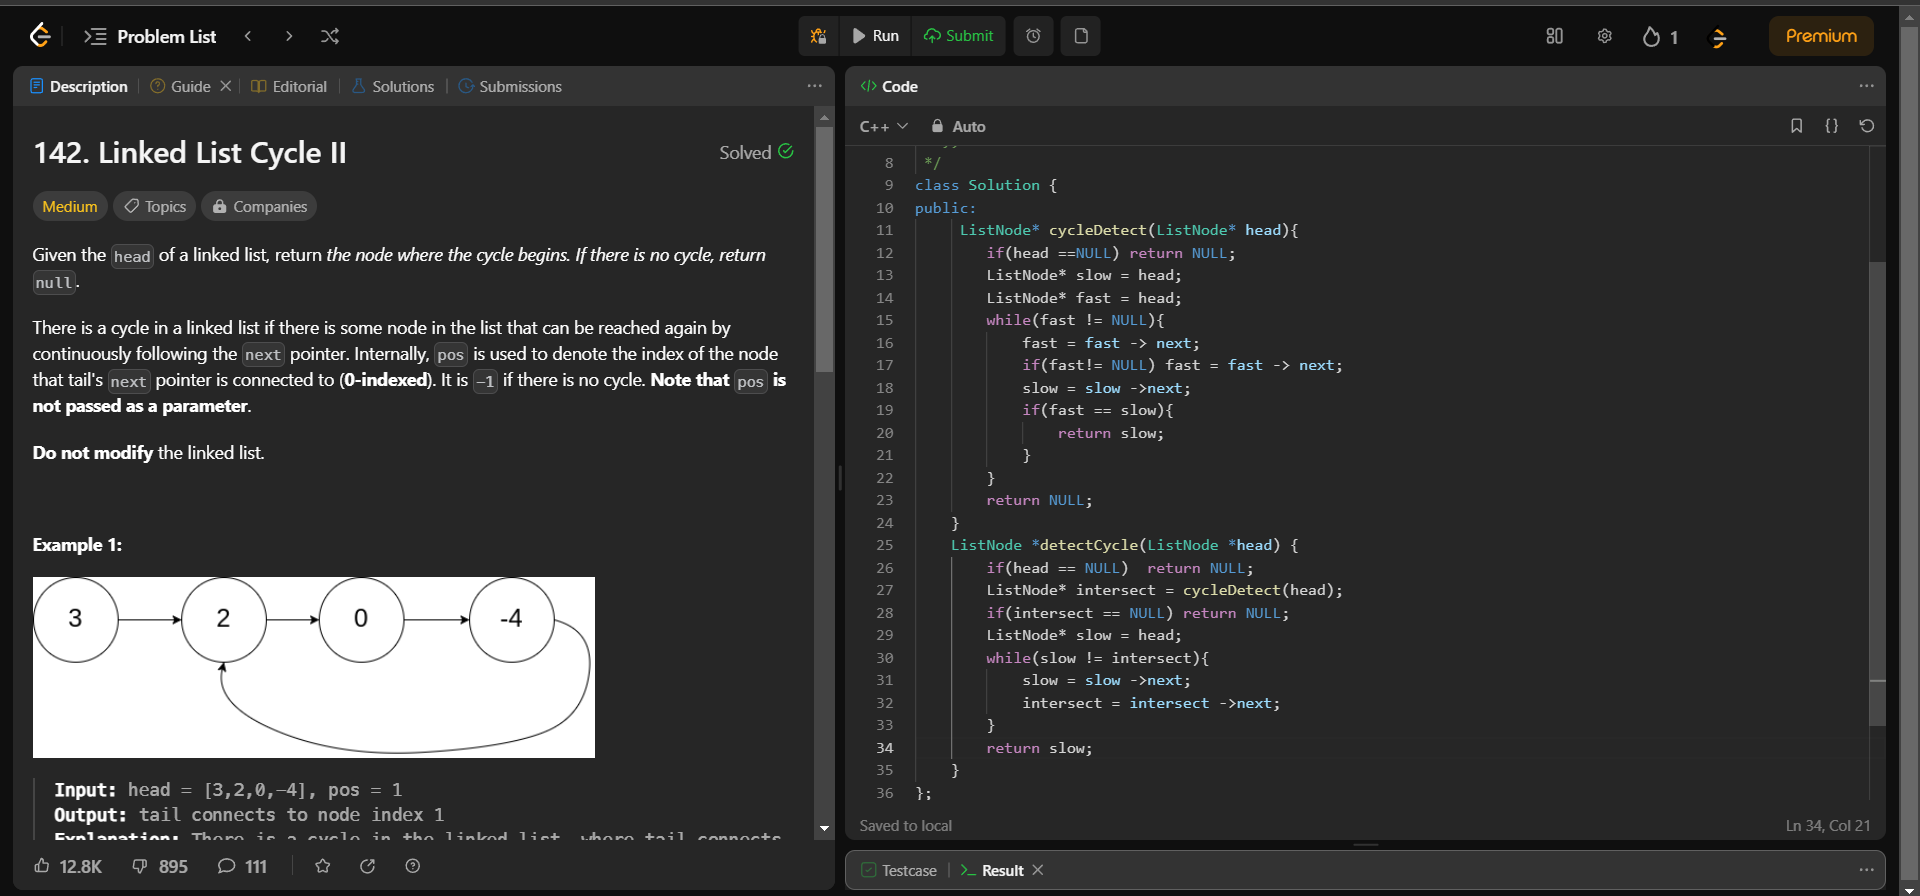 Problem List
Run
Submit
1
Premium
Description
Guide
Editorial
Solutions
Submissions
142. Linked List Cycle II
Solved
Medium
Topics
Companies
Given the head of a linked list, return the node where the cycle begins. If there is no cycle, return
null.
There is a cycle in a linked list if there is some node in the list that can be reached again by
continuously following the next pointer. Internally, pos is used to denote the index of the node
that tail's next pointer is connected to (0-indexed). It is -1 if there is no cycle. Note that pos is
not passed as a parameter.
Do not modify the linked list.
Example 1:
3
2
0
-4
Input: head = [3,2,0,-4], pos = 1
Output: tail connects to node index 1
Explanation: There is a cycle in the linked list, where tail connects
12.8K
895
111
</> Code
C++
Auto
8 */
9 class Solution {
10 public:
11 ListNode* cycleDetect(ListNode* head){
12 if(head ==NULL) return NULL;
13 ListNode* slow = head;
14 ListNode* fast = head;
15 while(fast != NULL){
16 fast = fast -> next;
17 if(fast!= NULL) fast = fast -> next;
18 slow = slow ->next;
19 if(fast == slow){
20 return slow;
21 }
22 }
23 return NULL;
24 }
25 ListNode *detectCycle(ListNode *head) {
26 if(head == NULL)  return NULL;
27 ListNode* intersect = cycleDetect(head);
28 if(intersect == NULL) return NULL;
29 ListNode* slow = head;
30 while(slow != intersect){
31 slow = slow ->next;
32 intersect = intersect ->next;
33 }
34 return slow;
35 }
36 };
Saved to local
Ln 34, Col 21
Testcase
>_ Result